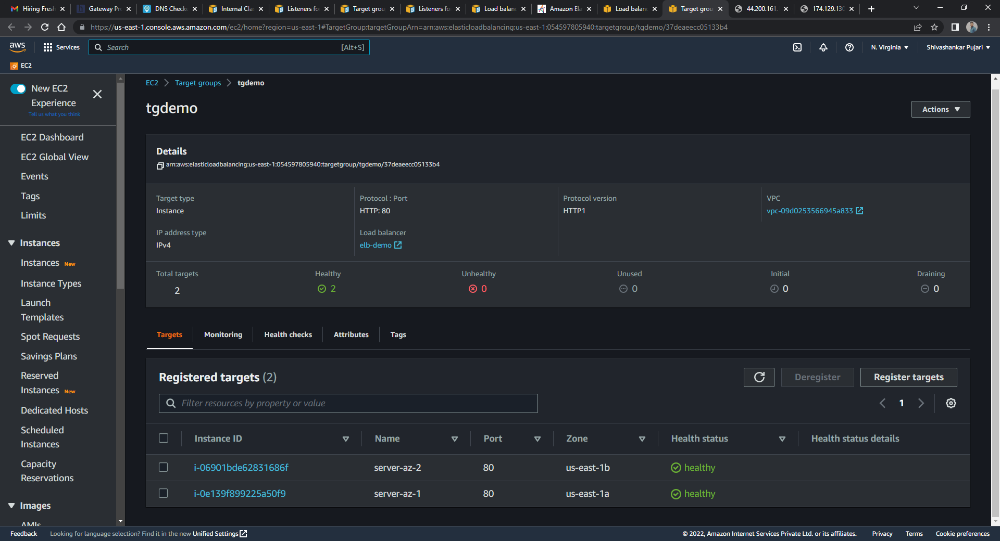 Hiring Fresh
Gateway Pro
DNS Checke
Internal Clas
Listeners fo
Target grou
Listeners fo
Load balanc
Amazon Ela
Load balanc
Target grou
44.200.161.
174.129.130
https://us-east-1.console.aws.amazon.com/ec2/home?region=us-east-1#TargetGroup:targetGroupArn=arn:aws:elasticloadbalancing:us-east-1:054597805940:targetgroup/tgdemo/37deaeecc05133b4
aws
Services
Search
[Alt+S]
N. Virginia
Shivashankar Pujari
EC2
New EC2
Experience
Tell us what you think
EC2 Dashboard
EC2 Global View
Events
Tags
Limits
Instances
Instances New
Instance Types
Launch
Templates
Spot Requests
Savings Plans
Reserved
Instances New
Dedicated Hosts
Scheduled
Instances
Capacity
Reservations
Images
AMIs
EC2 > Target groups > tgdemo
tgdemo
Actions
Details
arn:aws:elasticloadbalancing:us-east-1:054597805940:targetgroup/tgdemo/37deaeecc05133b4
Target type
Instance
Protocol : Port
HTTP: 80
Protocol version
HTTP1
VPC
vpc-09d0253566945a833
IP address type
IPv4
Load balancer
elb-demo
Total targets
2
Healthy
2
Unhealthy
0
Unused
0
Initial
0
Draining
0
Targets
Monitoring
Health checks
Attributes
Tags
Registered targets (2)
Deregister
Register targets
Filter resources by property or value
1
Instance ID Name Port Zone Health status Health status details
i-06901bde62831686f server-az-2 80 us-east-1b healthy
i-0e139f899225a50f9 server-az-1 80 us-east-1a healthy
Feedback
Looking for language selection? Find it in the new Unified Settings
© 2022, Amazon Internet Services Private Ltd. or its affiliates.
Privacy
Terms
Cookie preferences